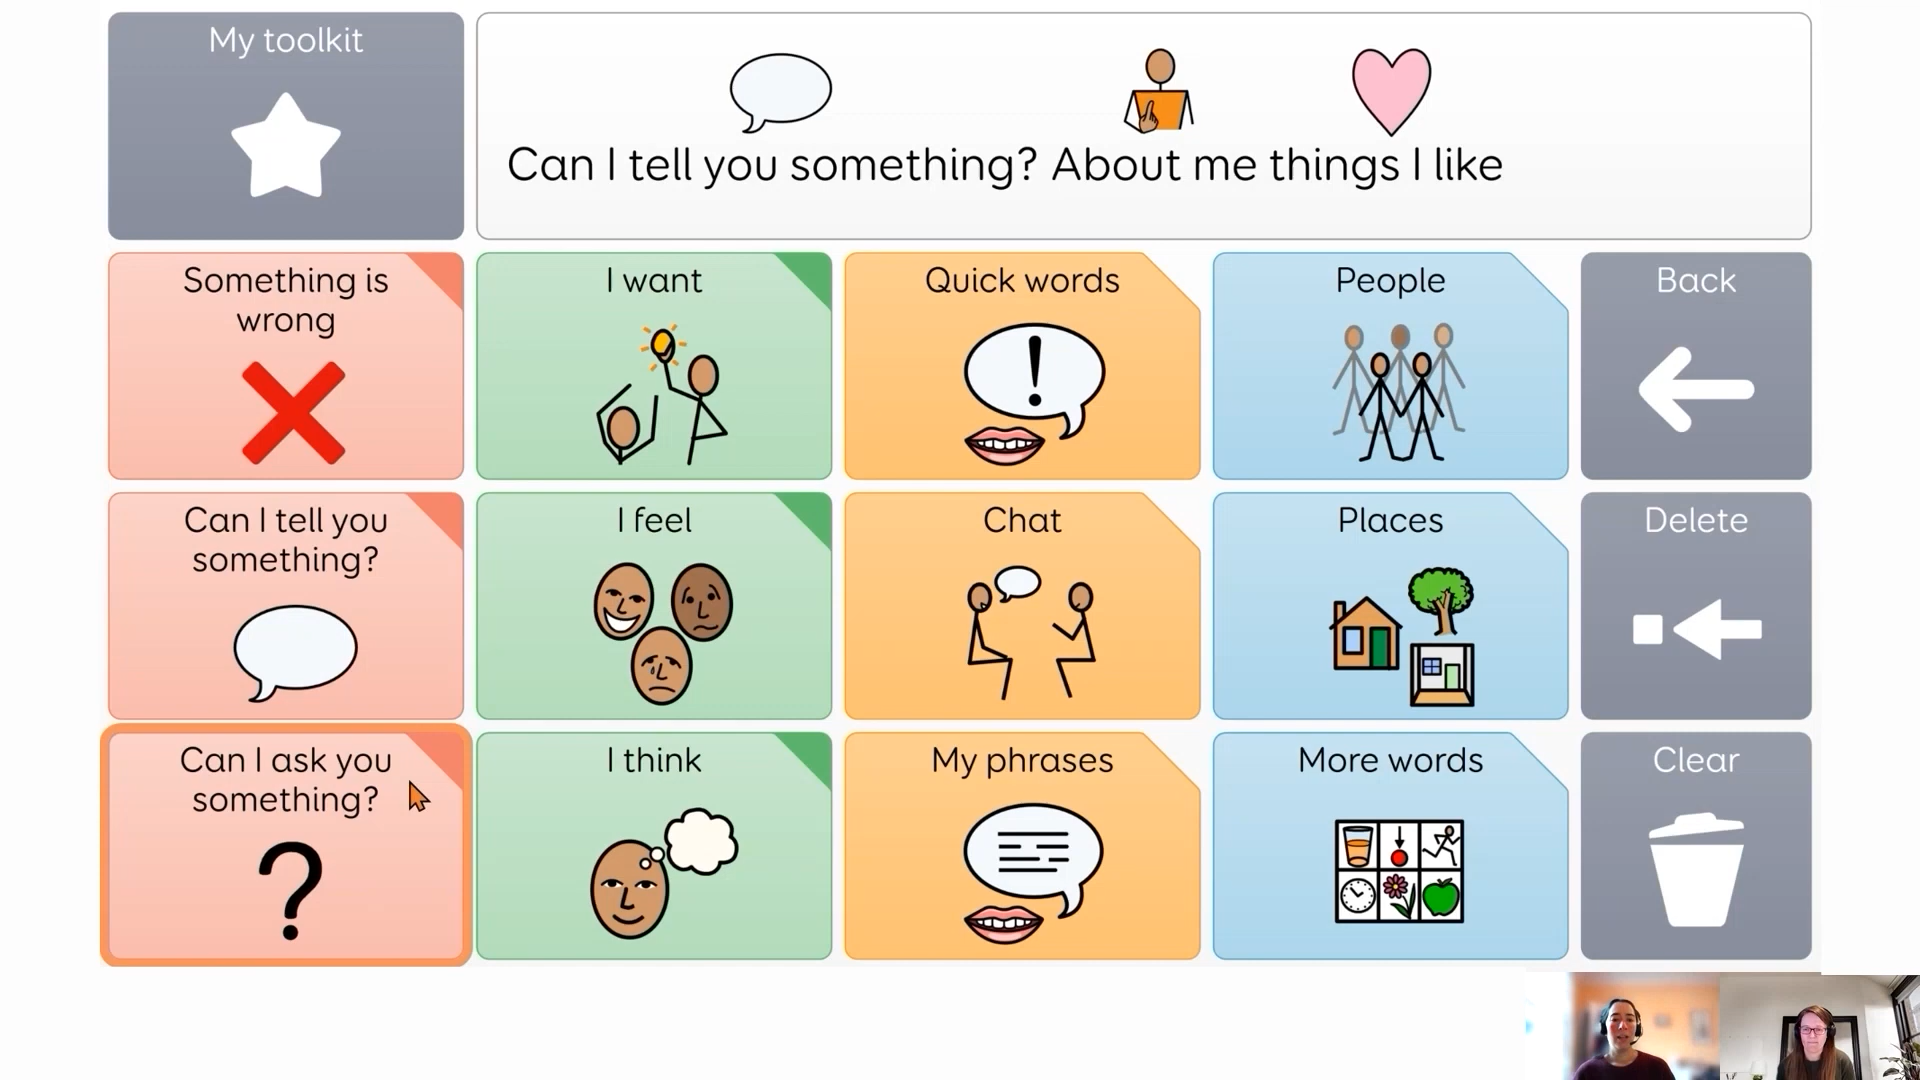 My toolkit
Can I tell you something? About me things I like
Something is
wrong
I want
Quick words
People
Back
Can I tell you
something?
I feel
Chat
Places
Delete
Can I ask you
something?
I think
My phrases
More words
Clear